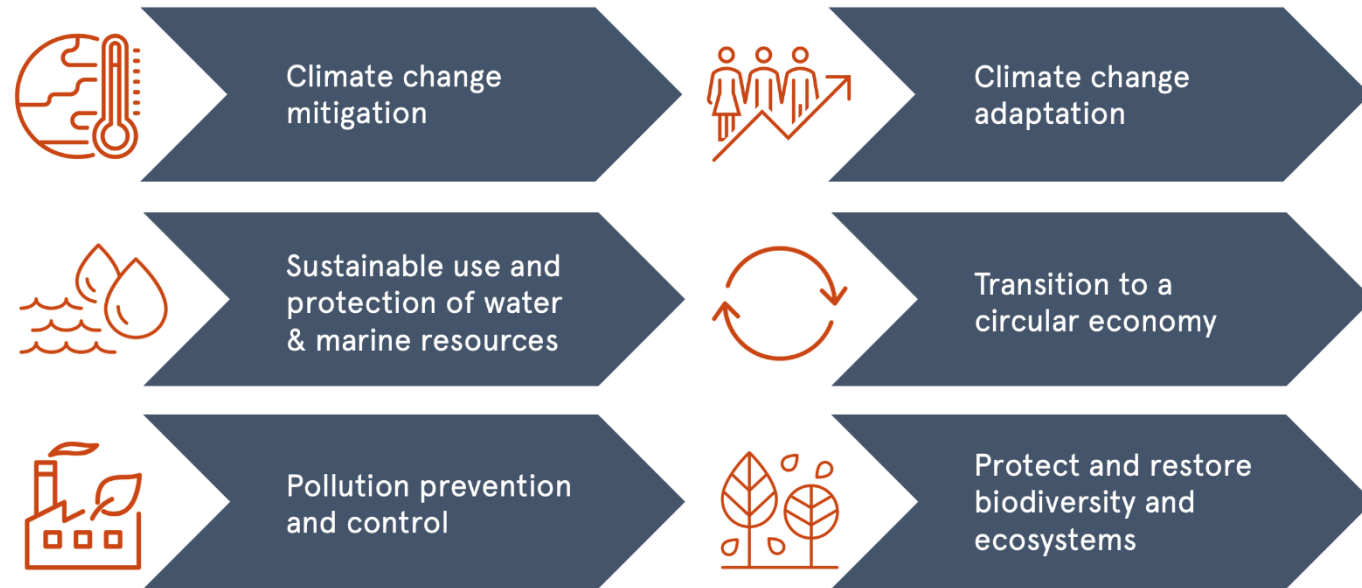 Climate change
mitigation
Climate change
adaptation
Sustainable use and
protection of water
& marine resources
Transition to a
circular economy
Pollution prevention
and control
Protect and restore
biodiversity and
ecosystems